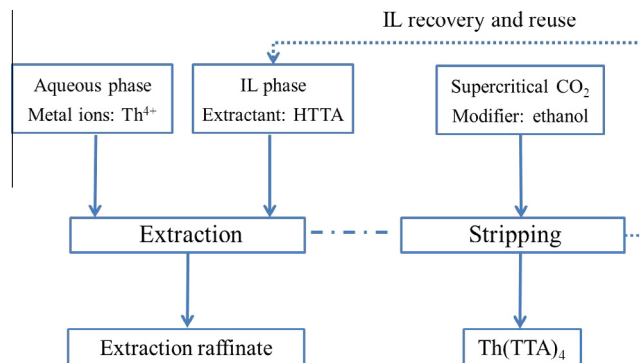 IL recovery and reuse
Aqueous phase
Metal ions: Th⁴⁺
IL phase
Extractant: HTTA
Supercritical CO₂
Modifier: ethanol
Extraction
Stripping
Extraction raffinate
Th(TTA)₄